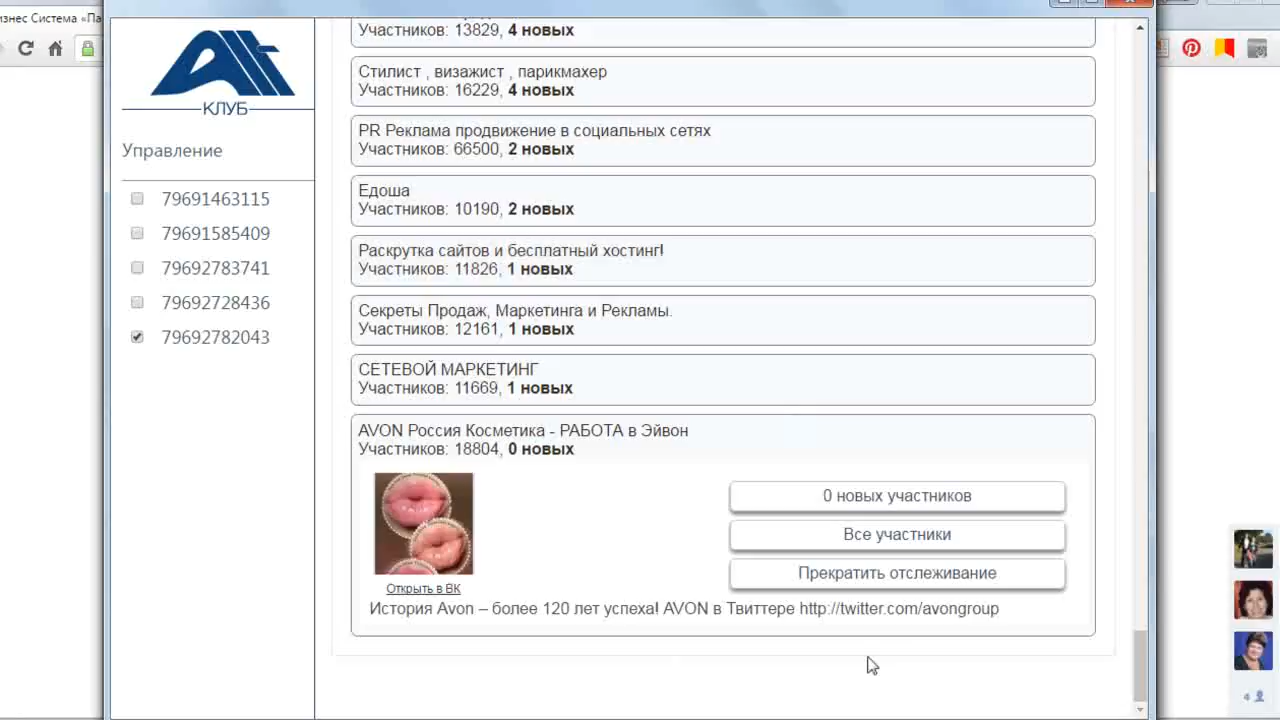 изнес Система «Па
КЛУБ
Управление
79691463115
79691585409
79692783741
79692728436
79692782043
Участников: 13829, 4 новых
Стилист , визажист , парикмахер
Участников: 16229, 4 новых
PR Реклама продвижение в социальных сетях
Участников: 66500, 2 новых
Едоша
Участников: 10190, 2 новых
Раскрутка сайтов и бесплатный хостинг!
Участников: 11826, 1 новых
Секреты Продаж, Маркетинга и Рекламы.
Участников: 12161, 1 новых
СЕТЕВОЙ МАРКЕТИНГ
Участников: 11669, 1 новых
AVON Россия Косметика - РАБОТА в Эйвон
Участников: 18804, 0 новых
0 новых участников
Все участники
Прекратить отслеживание
Открыть в ВК
История Avon – более 120 лет успеха! AVON в Твиттере http://twitter.com/avongroup
4